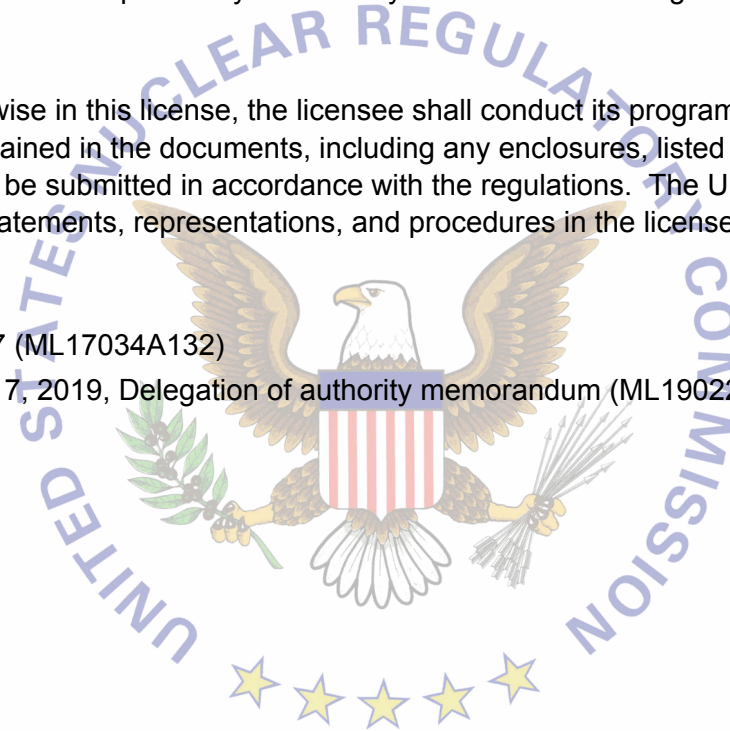 wise in this license, the licensee shall conduct its program
ained in the documents, including any enclosures, listed
be submitted in accordance with the regulations. The U
atements, representations, and procedures in the license
7 (ML17034A132)
7, 2019, Delegation of authority memorandum (ML19022
UNITED STATES NUCLEAR REGULATORY COMMISSION